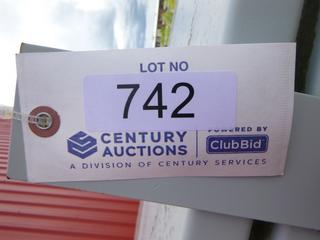 LOT NO
742
CENTURY AUCTIONS
POWERED BY
ClubBid
A DIVISION OF CENTURY SERVICES